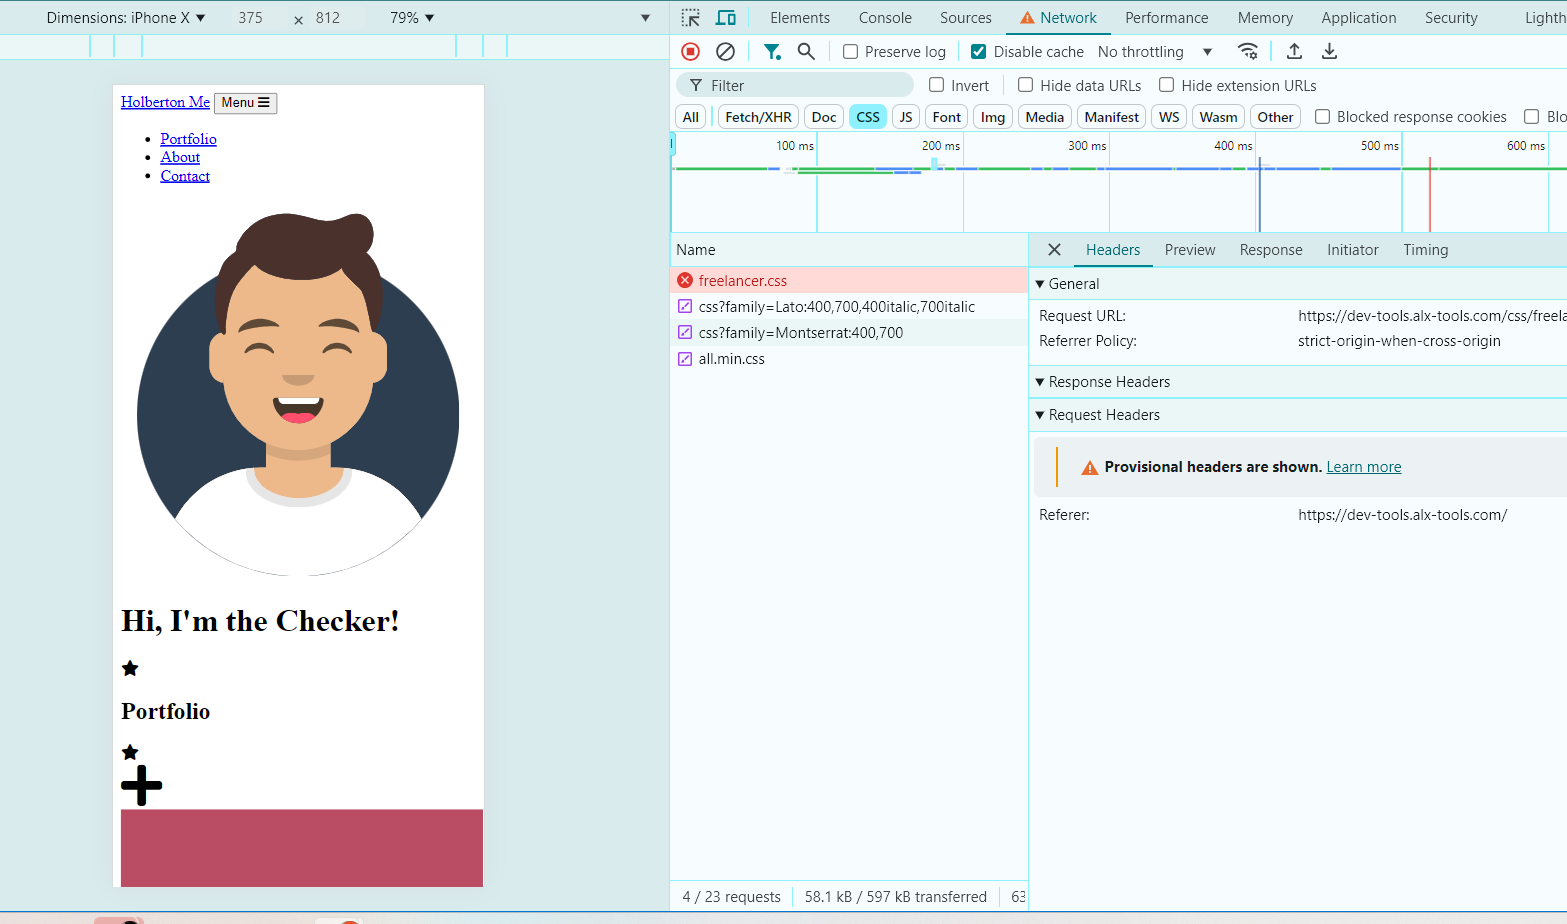 Dimensions: iPhone X ▼ 375 × 812 79% ▼ ▼
Elements Console Sources Network Performance Memory Application Security Lighth
Preserve log Disable cache No throttling ▼
Filter Invert Hide data URLs Hide extension URLs
All Fetch/XHR Doc CSS JS Font Img Media Manifest WS Wasm Other Blocked response cookies Blo
100 ms 200 ms 300 ms 400 ms 500 ms 600 ms
Holberton Me Menu ☰
• Portfolio
• About
• Contact
Hi, I'm the Checker!
Portfolio
Name
freelancer.css
css?family=Lato:400,700,400italic,700italic
css?family=Montserrat:400,700
all.min.css
4 / 23 requests 58.1 kB / 597 kB transferred 63
Headers Preview Response Initiator Timing
▼ General
Request URL: https://dev-tools.alx-tools.com/css/freela
Referrer Policy: strict-origin-when-cross-origin
▼ Response Headers
▼ Request Headers
Provisional headers are shown. Learn more
Referer: https://dev-tools.alx-tools.com/